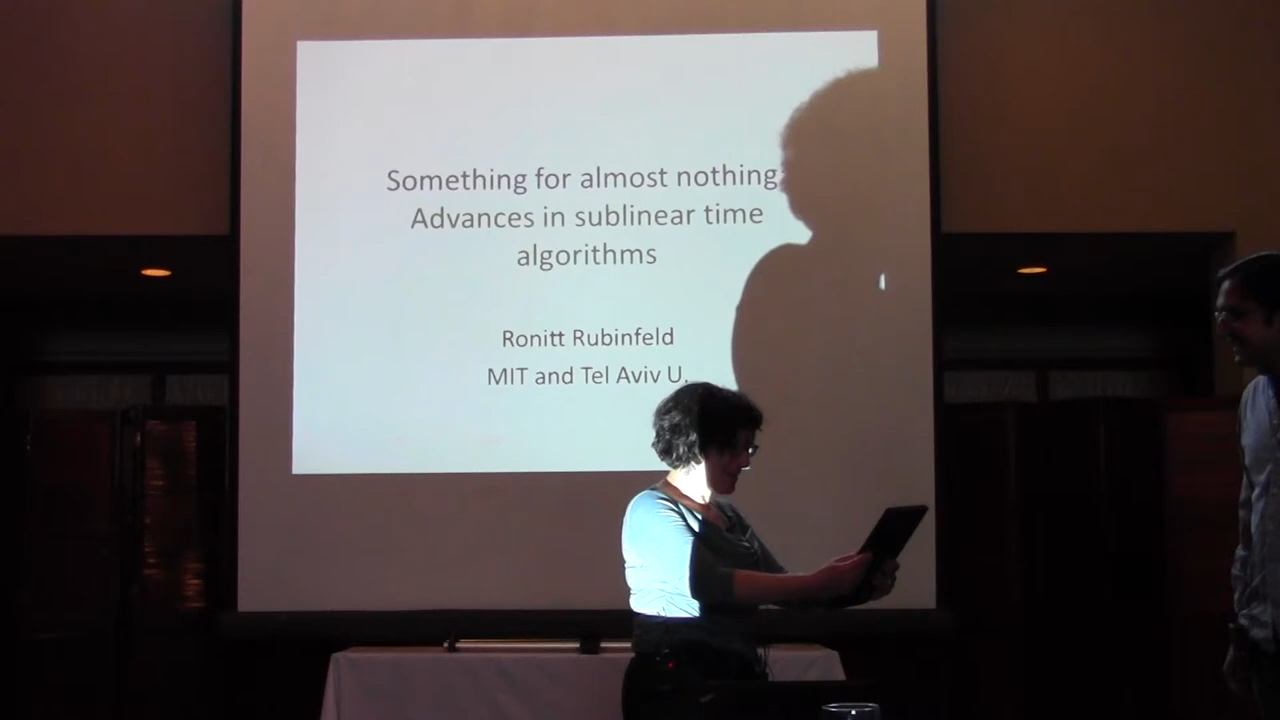 Something for almost nothing
Advances in sublinear time
algorithms
Ronitt Rubinfeld
MIT and Tel Aviv U.